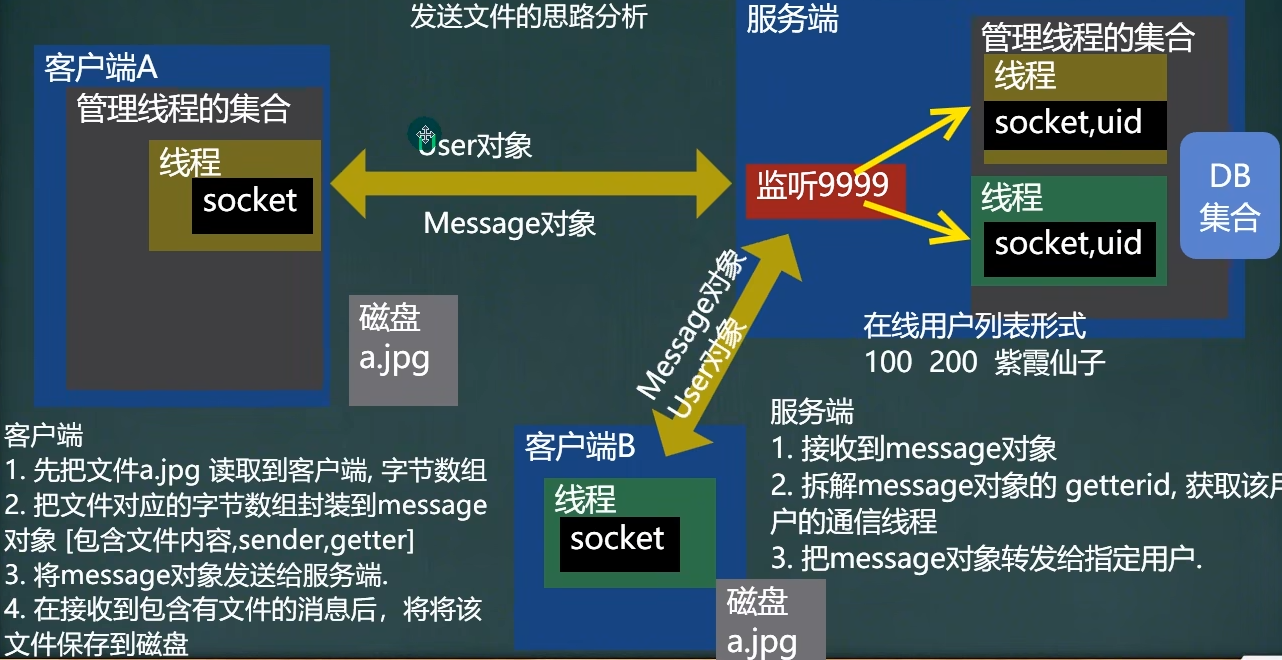 发送文件的思路分析
客户端A
管理线程的集合
线程
socket
User对象
Message对象
磁盘
a.jpg
服务端
管理线程的集合
线程
socket,uid
监听9999
线程
socket,uid
DB
集合
Message对象
User对象
在线用户列表形式
100 200 紫霞仙子
客户端
1. 先把文件a.jpg 读取到客户端, 字节数组
2. 把文件对应的字节数组封装到message
对象 [包含文件内容,sender,getter]
3. 将message对象发送给服务端.
4. 在接收到包含有文件的消息后，将将该
文件保存到磁盘
客户端B
线程
socket
磁盘
a.jpg
服务端
1. 接收到message对象
2. 拆解message对象的 getterid, 获取该用
户的通信线程
3. 把message对象转发给指定用户.